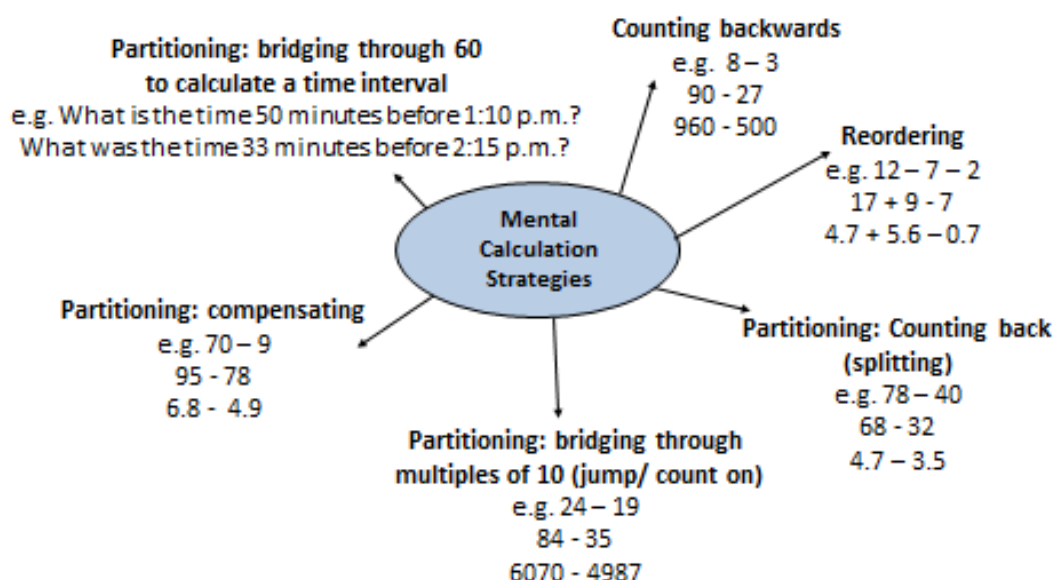 Partitioning: bridging through 60
to calculate a time interval
e.g. What is the time 50 minutes before 1:10 p.m.?
What was the time 33 minutes before 2:15 p.m.?
Counting backwards
e.g. 8 – 3
90 - 27
960 - 500
Reordering
e.g. 12 – 7 – 2
17 + 9 - 7
4.7 + 5.6 – 0.7
Mental
Calculation
Strategies
Partitioning: compensating
e.g. 70 – 9
95 - 78
6.8 - 4.9
Partitioning: Counting back
(splitting)
e.g. 78 – 40
68 - 32
4.7 – 3.5
Partitioning: bridging through
multiples of 10 (jump/ count on)
e.g. 24 – 19
84 - 35
6070 - 4987